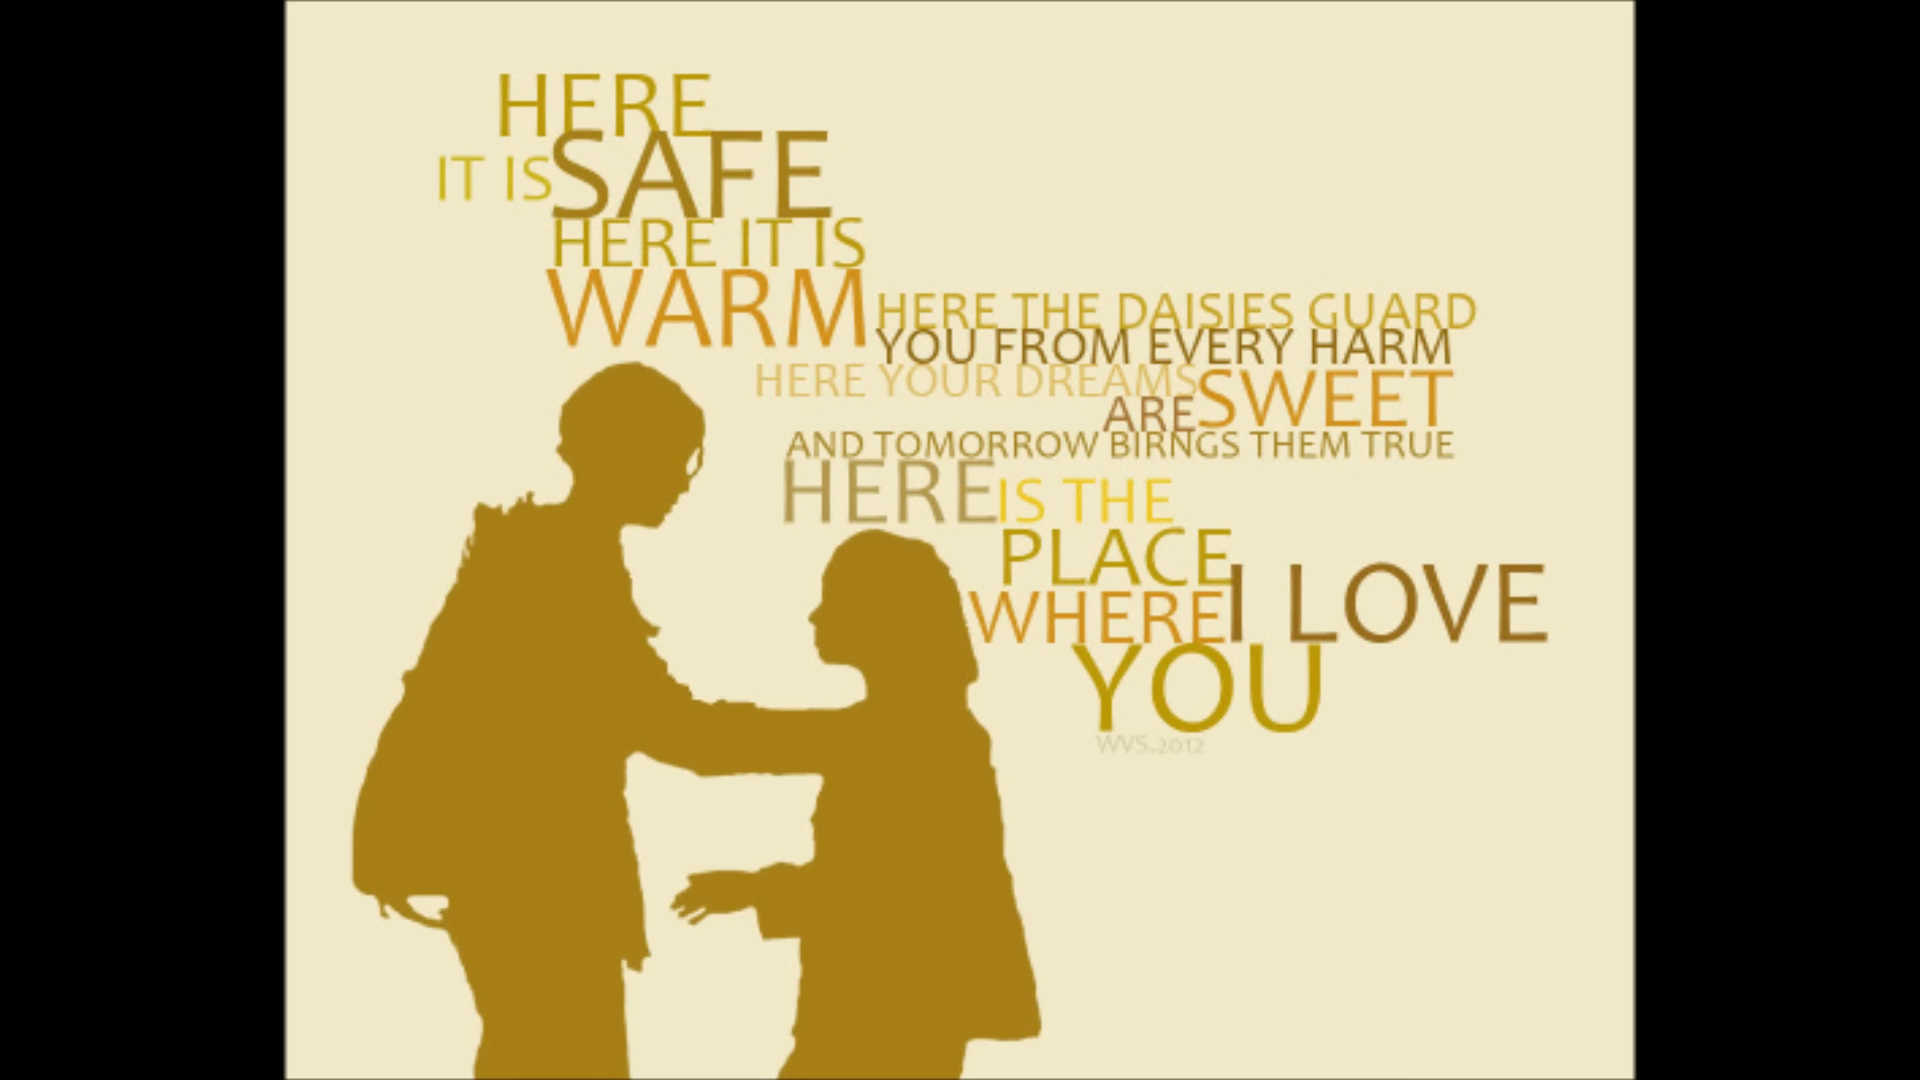 HERE
IT IS SAFE
HERE IT IS
WARM
HERE THE DAISIES GUARD
YOU FROM EVERY HARM
HERE YOUR DREAMS
ARE SWEET
AND TOMORROW BIRNGS THEM TRUE
HERE IS THE
PLACE
WHERE I LOVE
YOU
WVS.2012